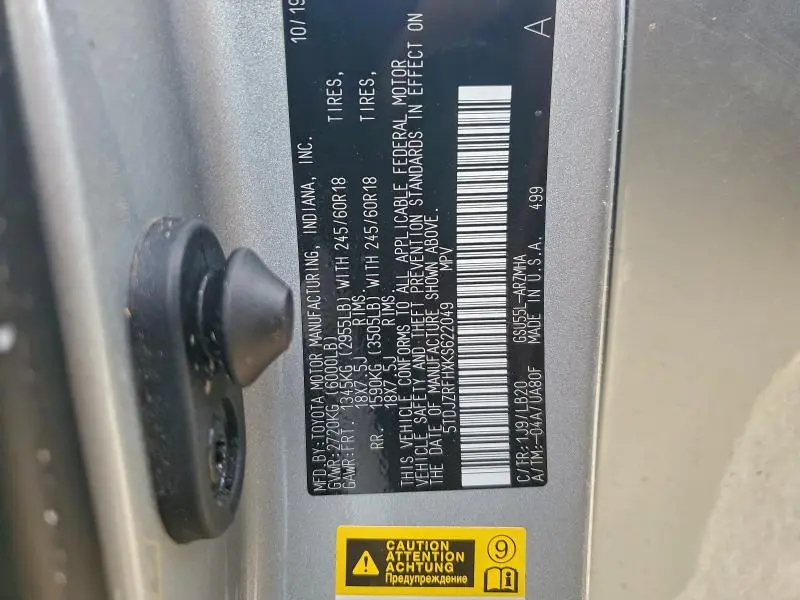 MFD.BY:TOYOTA MOTOR MANUFACTURING, INDIANA, INC. 10/19
GVWR:2720KG (6000LB)
GAWR:FRT. 1345KG (2955LB) WITH 245/60R18 TIRES,
18X7.5J RIMS
RR. 1590KG (3505LB) WITH 245/60R18 TIRES,
18X7.5J RIMS
THIS VEHICLE CONFORMS TO ALL APPLICABLE FEDERAL MOTOR
VEHICLE SAFETY AND THEFT PREVENTION STANDARDS IN EFFECT ON
THE DATE OF MANUFACTURE SHOWN ABOVE.
5TDJZRFHXKS622049 MPV
C/TR:1J9/LB20 GSU55L-ARZMHA A
A/TM:-04A/UA80F MADE IN U.S.A. 499
CAUTION
ATTENTION
ACHTUNG
Предупреждение
9